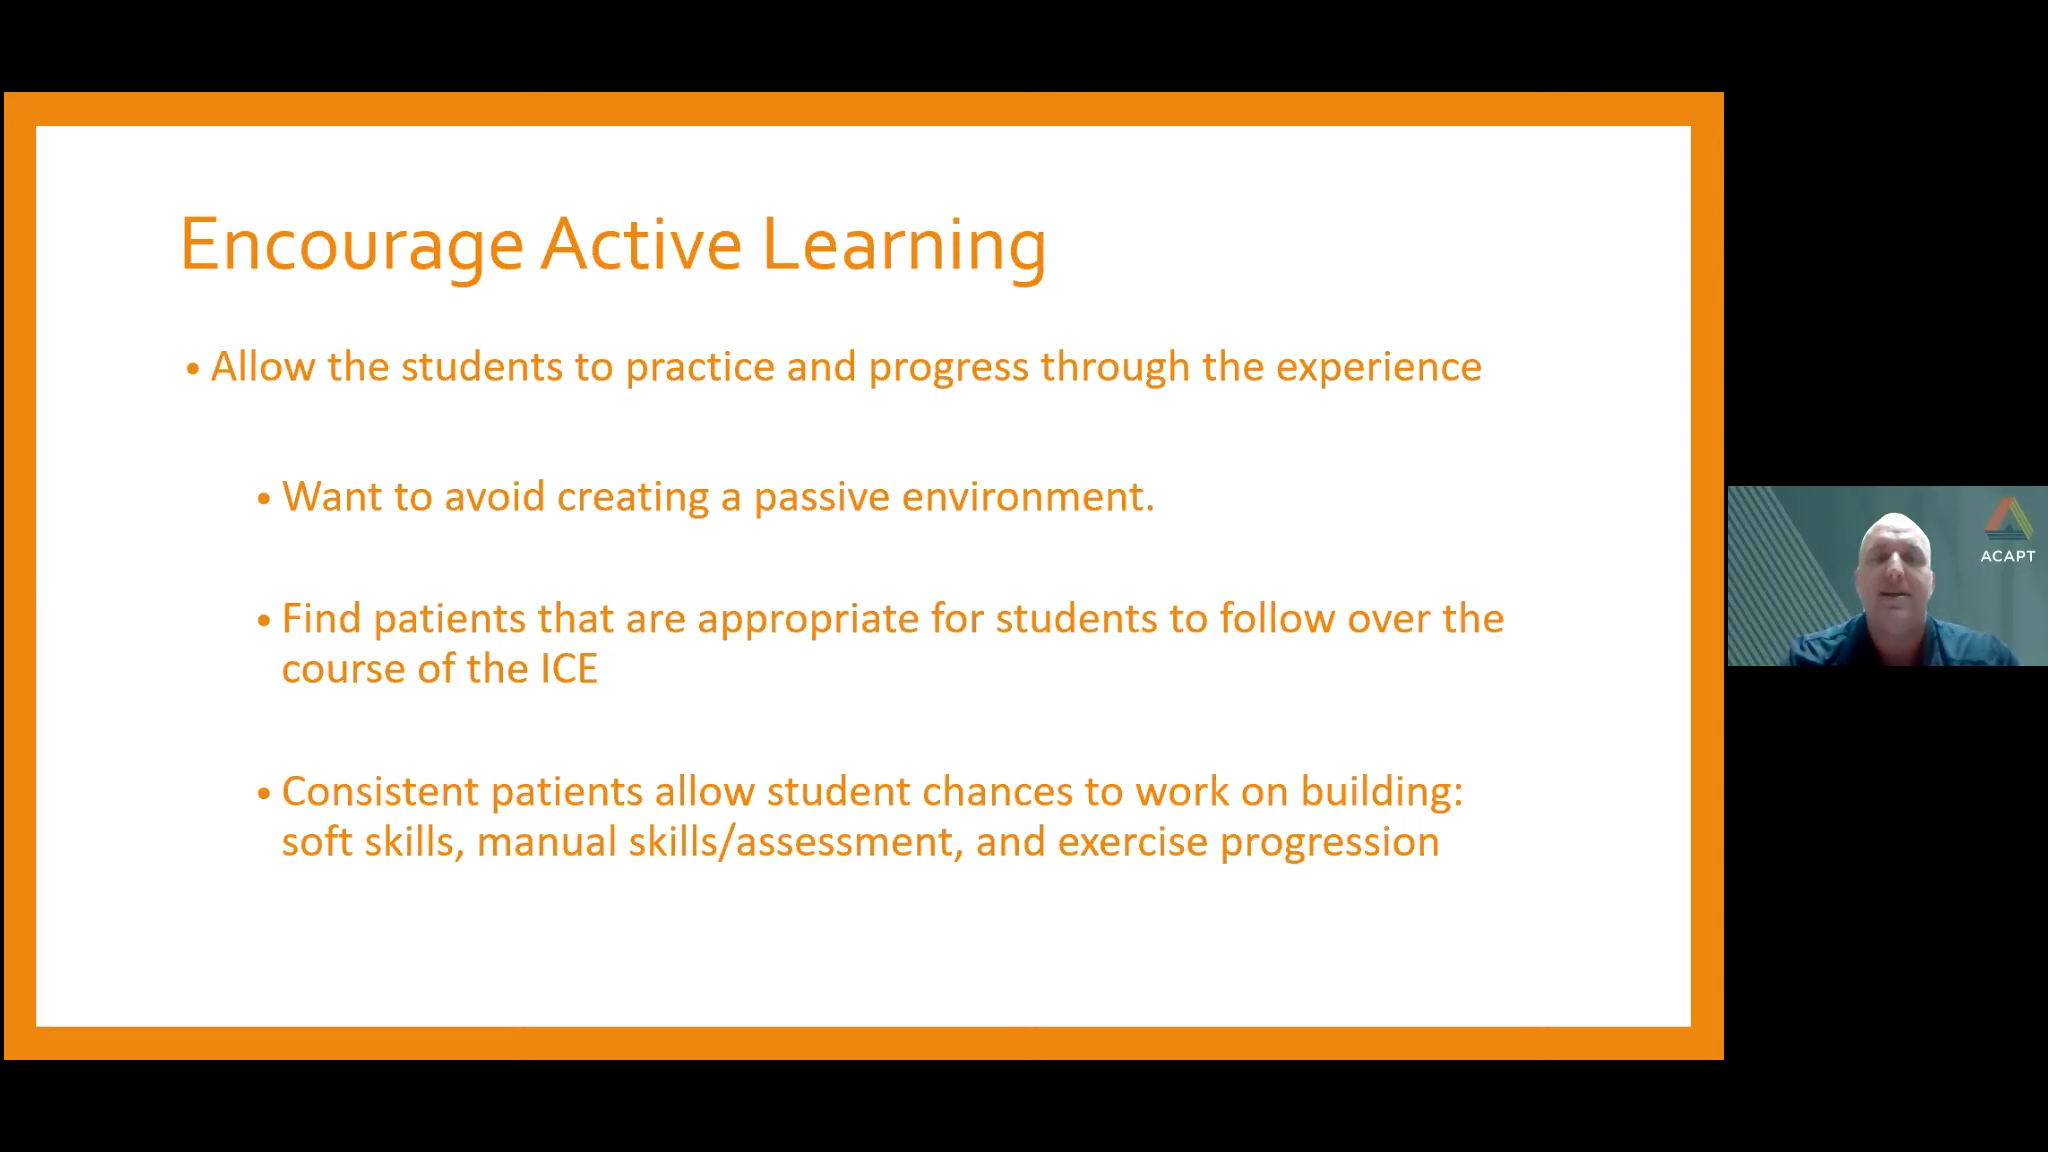 Encourage Active Learning
• Allow the students to practice and progress through the experience
• Want to avoid creating a passive environment.
• Find patients that are appropriate for students to follow over the
course of the ICE
• Consistent patients allow student chances to work on building:
soft skills, manual skills/assessment, and exercise progression
ACAPT